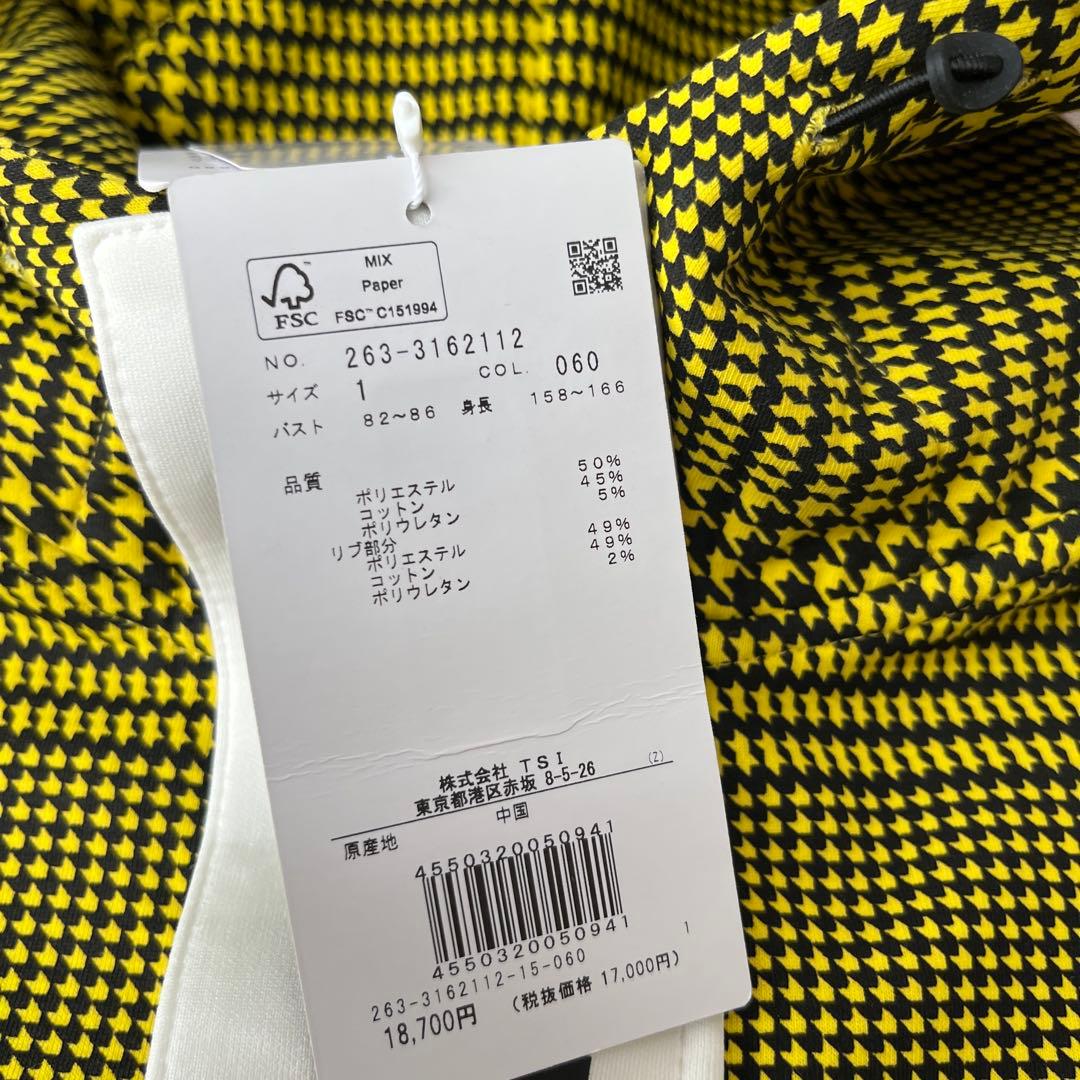 MIX
Paper
FSC™ C151994
FSC
NO. 263-3162112
サイズ 1 COL. 060
バスト 82〜86 身長 158〜166
品質
ポリエステル 50%
コットン 45%
ポリウレタン 5%
リブ部分
ポリエステル 49%
コットン 49%
ポリウレタン 2%
株式会社 TSI
東京都港区赤坂 8-5-26 (Z)
原産地 中国
4550320050941
4550320050941
263-3162112-15-060 1
18,700円 (税抜価格 17,000円)